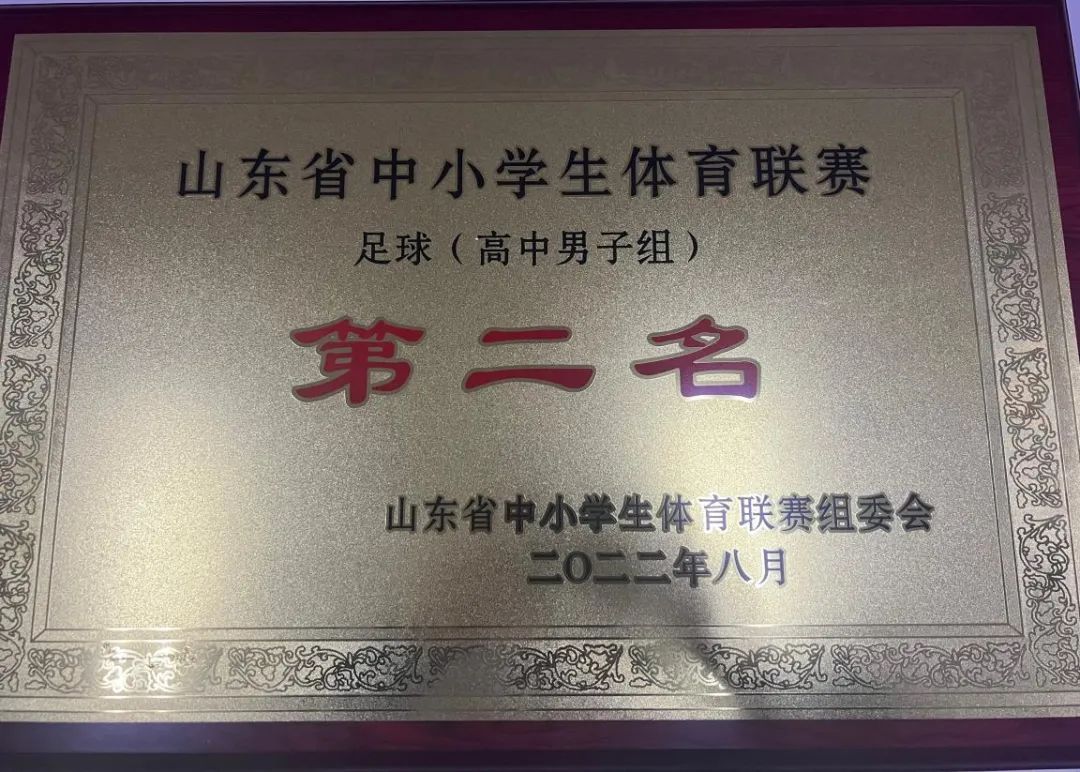 山东省中小学生体育联赛
足球（高中男子组）
第二名
山东省中小学生体育联赛组委会
二〇二二年八月